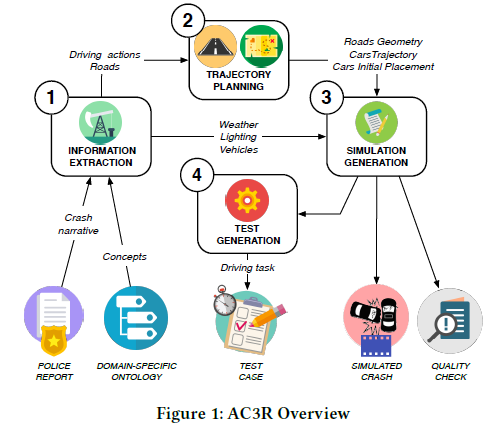 2
Driving actions
Roads
TRAJECTORY
PLANNING
Roads Geometry
CarsTrajectory
Cars Initial Placement
1
INFORMATION
EXTRACTION
Weather
Lighting
Vehicles
3
SIMULATION
GENERATION
4
TEST
GENERATION
Crash
narrative
Concepts
Driving task
POLICE
REPORT
DOMAIN-SPECIFIC
ONTOLOGY
TEST
CASE
SIMULATED
CRASH
QUALITY
CHECK
Figure 1: AC3R Overview